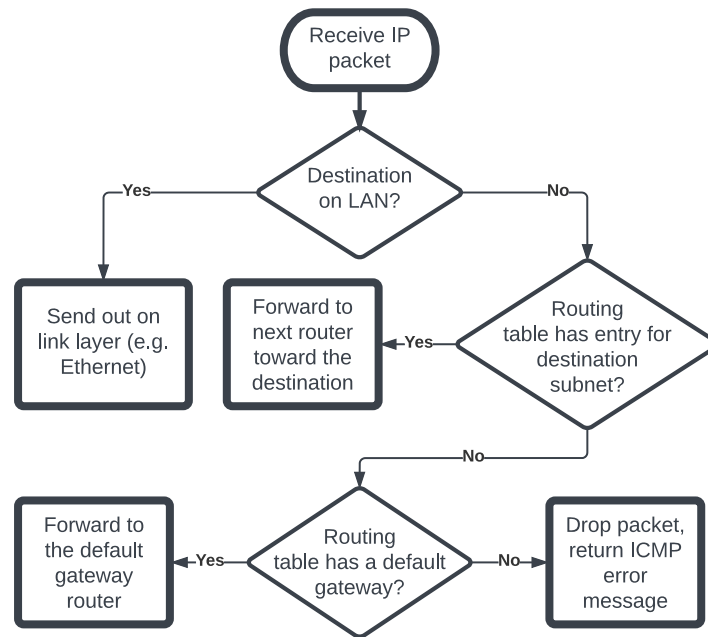 Receive IP
packet
Destination
on LAN?
Yes
No
Send out on
link layer (e.g.
Ethernet)
Forward to
next router
toward the
destination
Yes
Routing
table has entry for
destination
subnet?
No
Forward to
the default
gateway
router
Yes
Routing
table has a default
gateway?
No
Drop packet,
return ICMP
error
message